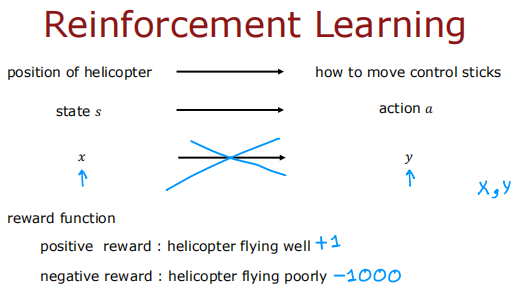 Reinforcement Learning
position of helicopter → how to move control sticks
state s → action a
x → y
x, y
reward function
positive reward : helicopter flying well +1
negative reward : helicopter flying poorly −1000